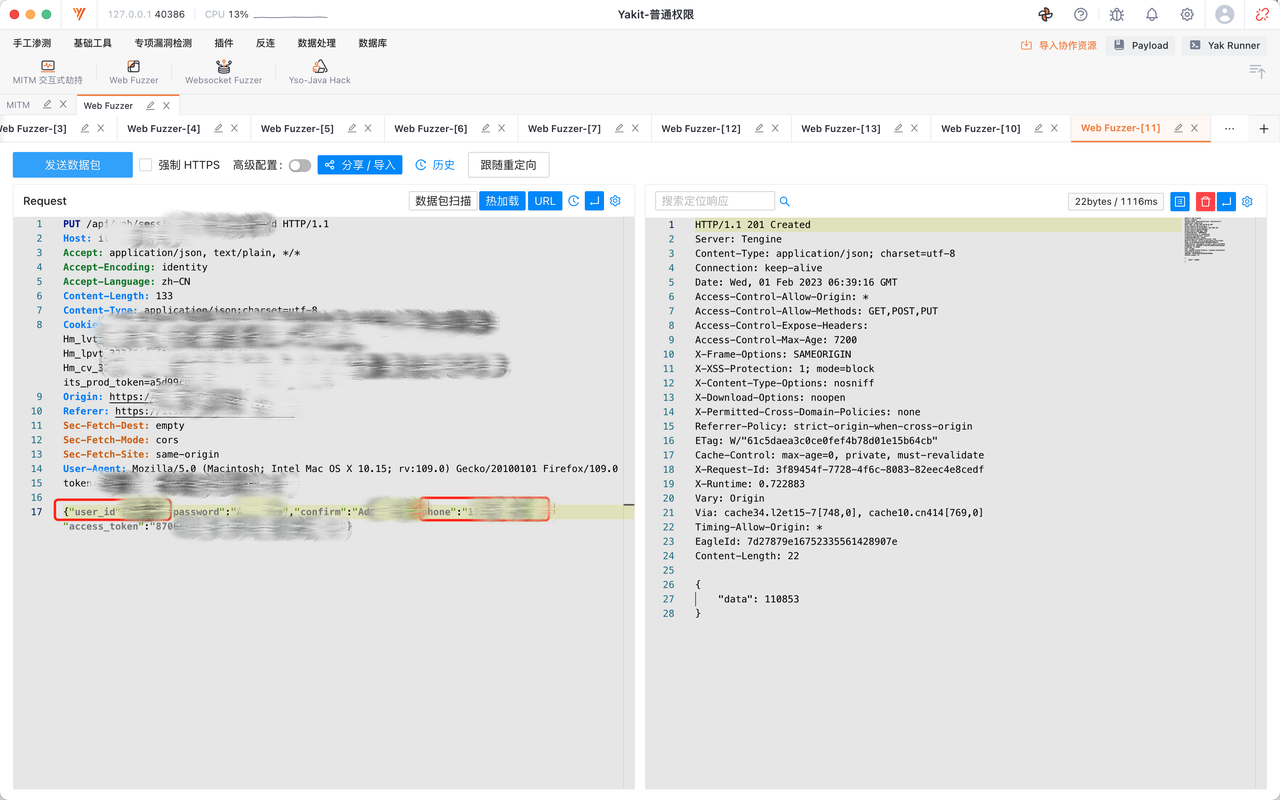 127.0.0.1 40386 CPU 13% Yakit-普通权限
手工渗测 基础工具 专项漏洞检测 插件 反连 数据处理 数据库 导入协作资源 Payload Yak Runner
MITM 交互式劫持 Web Fuzzer Websocket Fuzzer Yso-Java Hack
MITM Web Fuzzer
eb Fuzzer-[3] Web Fuzzer-[4] Web Fuzzer-[5] Web Fuzzer-[6] Web Fuzzer-[7] Web Fuzzer-[12] Web Fuzzer-[13] Web Fuzzer-[10] Web Fuzzer-[11] ...
发送数据包 强制 HTTPS 高级配置: 分享 / 导入 历史 跟随重定向
Request 数据包扫描 热加载 URL
1 PUT /api/web/sess HTTP/1.1
2 Host:
3 Accept: application/json, text/plain, */*
4 Accept-Encoding: identity
5 Accept-Language: zh-CN
6 Content-Length: 133
7 Content-Type: application/json;charset=utf-8
8 Cookie
Hm_lvt_
Hm_lpvt_
Hm_cv_3
its_prod_token=a5d99c
9 Origin: https:/
10 Referer: https:/
11 Sec-Fetch-Dest: empty
12 Sec-Fetch-Mode: cors
13 Sec-Fetch-Site: same-origin
14 User-Agent: Mozilla/5.0 (Macintosh; Intel Mac OS X 10.15; rv:109.0) Gecko/20100101 Firefox/109.0
15 token
16
17 {"user_id" password":" ","confirm":"Ad hone":"1
"access_token":"870 }
搜索定位响应 22bytes / 1116ms
1 HTTP/1.1 201 Created
2 Server: Tengine
3 Content-Type: application/json; charset=utf-8
4 Connection: keep-alive
5 Date: Wed, 01 Feb 2023 06:39:16 GMT
6 Access-Control-Allow-Origin: *
7 Access-Control-Allow-Methods: GET,POST,PUT
8 Access-Control-Expose-Headers:
9 Access-Control-Max-Age: 7200
10 X-Frame-Options: SAMEORIGIN
11 X-XSS-Protection: 1; mode=block
12 X-Content-Type-Options: nosniff
13 X-Download-Options: noopen
14 X-Permitted-Cross-Domain-Policies: none
15 Referrer-Policy: strict-origin-when-cross-origin
16 ETag: W/"61c5daea3c0ce0fef4b78d01e15b64cb"
17 Cache-Control: max-age=0, private, must-revalidate
18 X-Request-Id: 3f89454f-7728-4f6c-8083-82eec4e8cedf
19 X-Runtime: 0.722883
20 Vary: Origin
21 Via: cache34.l2et15-7[748,0], cache10.cn414[769,0]
22 Timing-Allow-Origin: *
23 EagleId: 7d27879e16752335561428907e
24 Content-Length: 22
25
26 {
27 "data": 110853
28 }